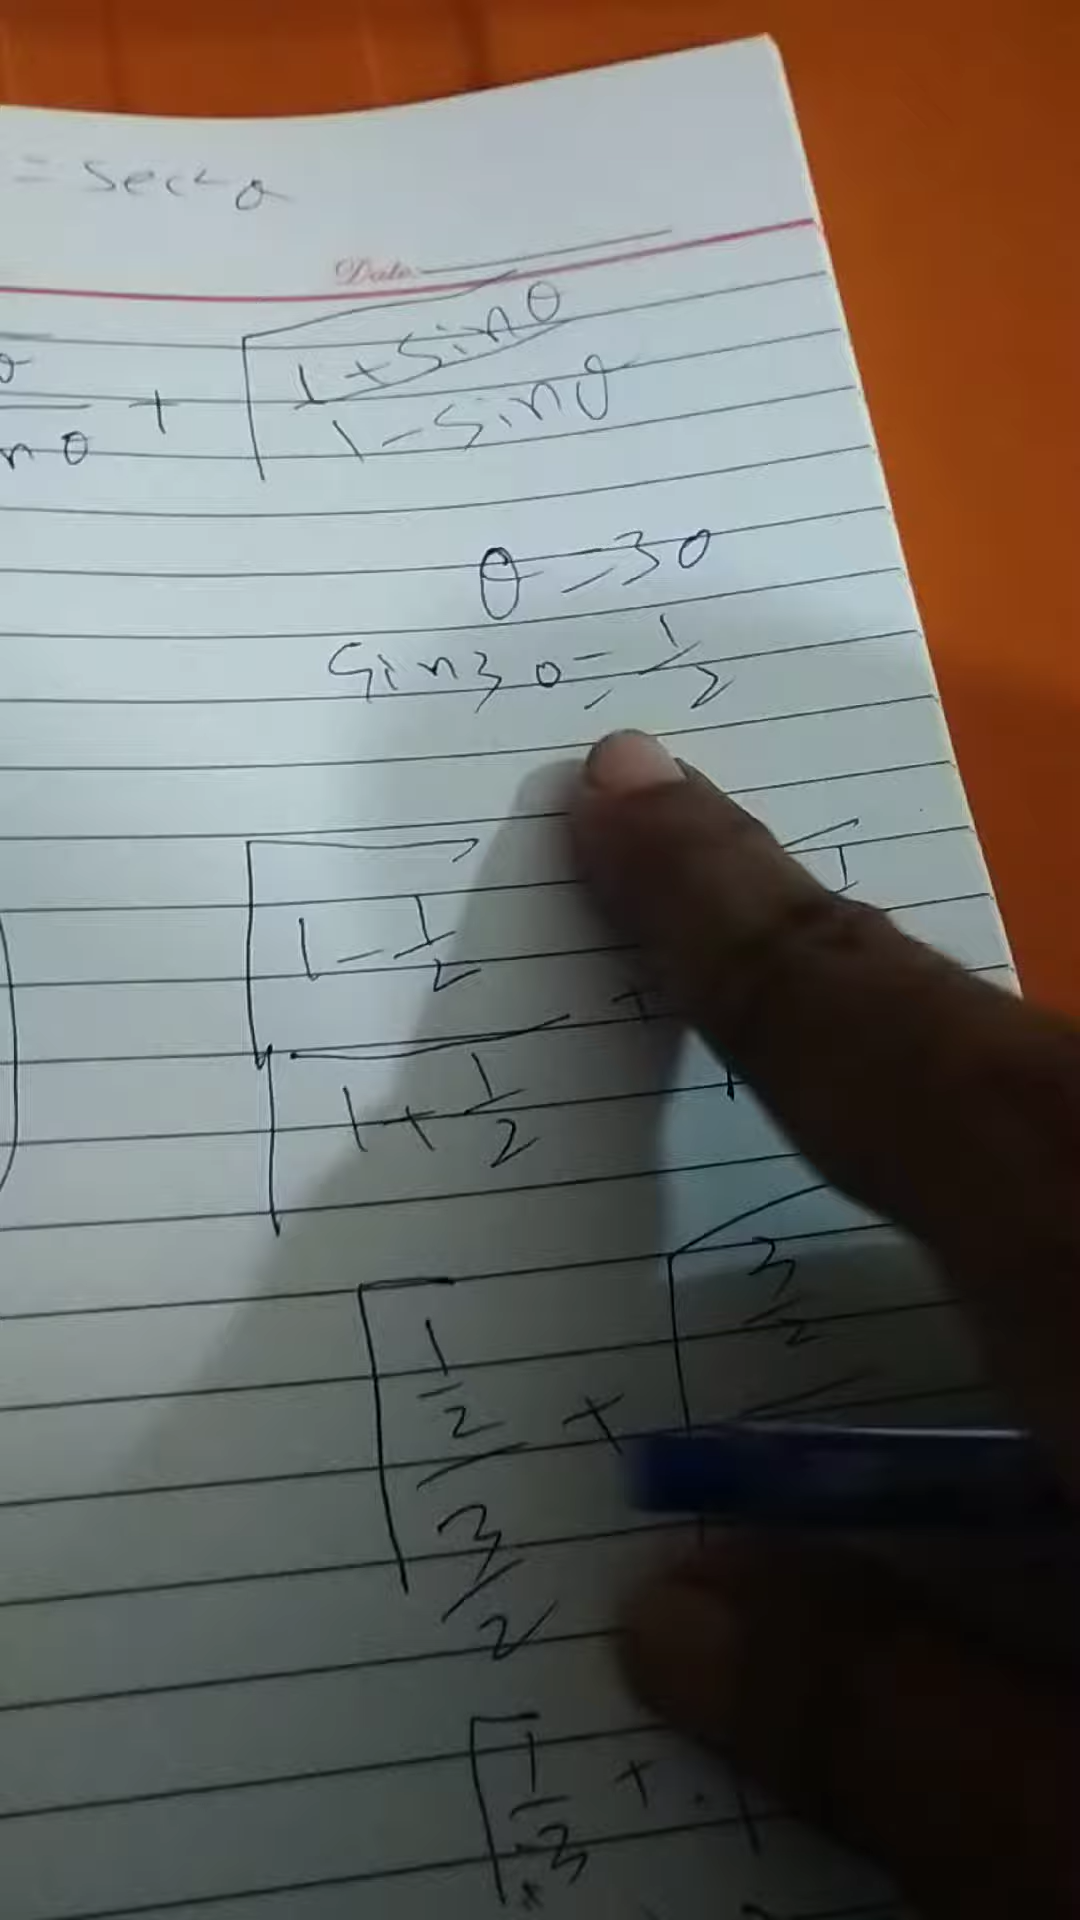 = sec²θ
Date
θ/nθ + √(1+sinθ/1-sinθ)
θ = 30
Sin30 = 1/2
√(1-1/2 / 1+1/2) +
√(1/2 / 3/2) + √(3/2
√(1/3) +